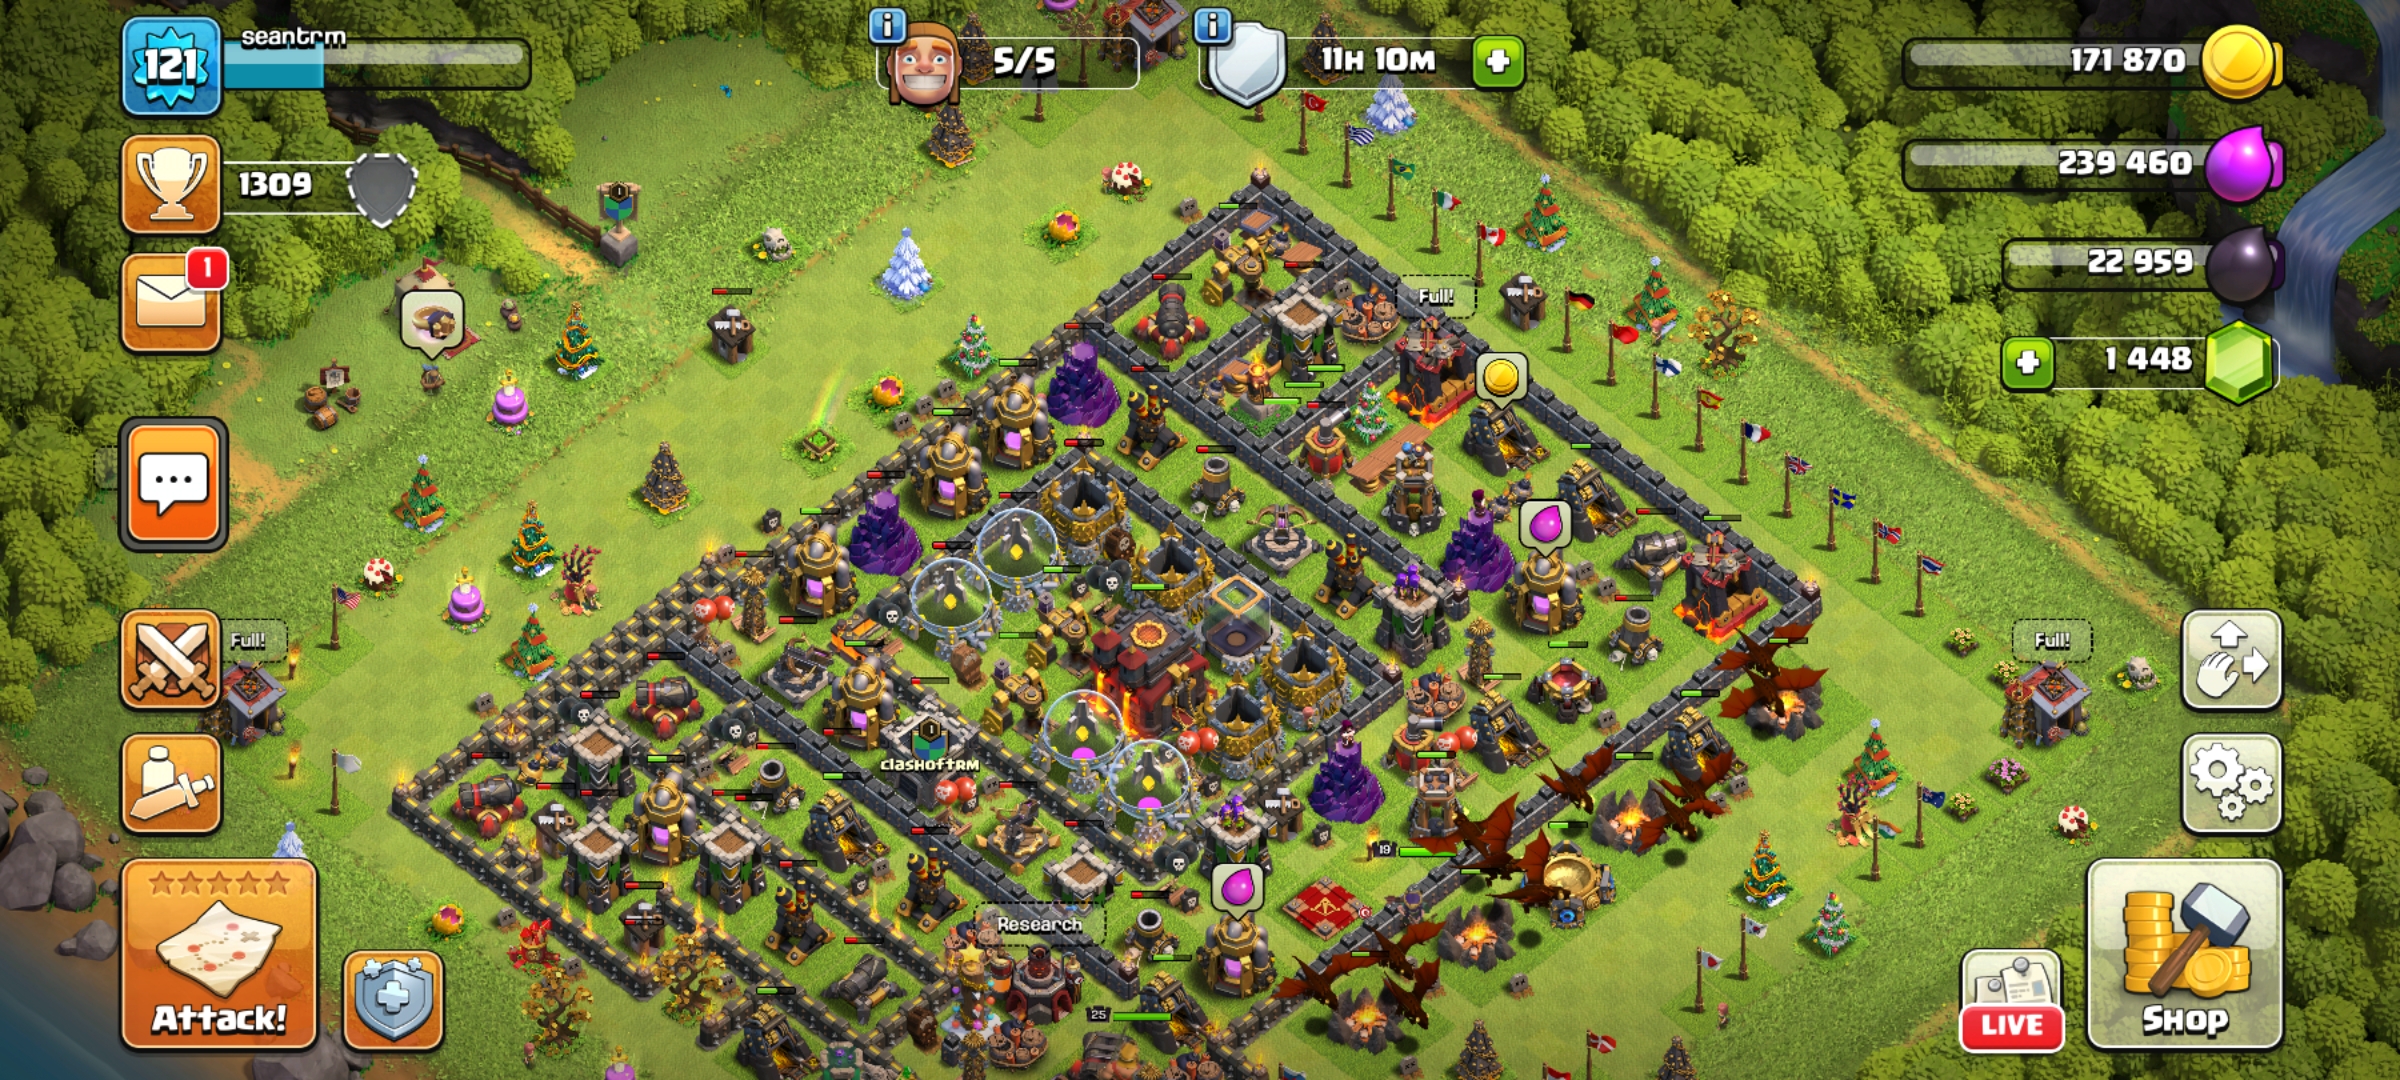 121
seantrm
5/5
11H 10M
171 870
1309
239 460
1
22 959
Full!
1 448
Full!
Full!
clashoftrm
19
Research
Attack!
25
LIVE
Shop